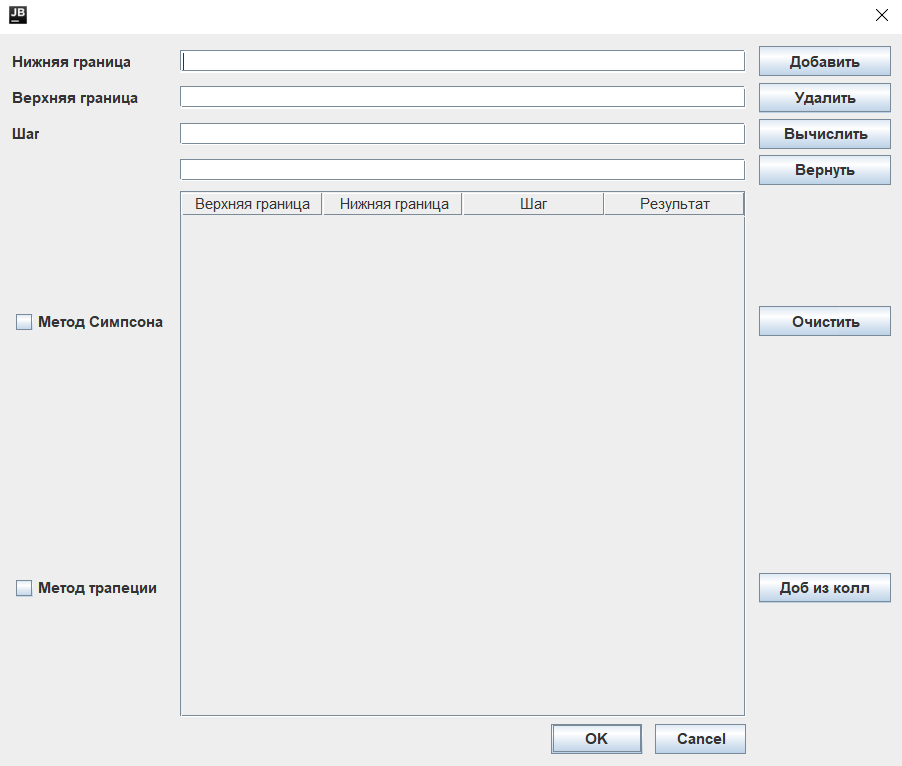 JB
Нижняя граница Добавить
Верхняя граница Удалить
Шаг Вычислить
Вернуть
Верхняя граница Нижняя граница Шаг Результат
Метод Симпсона Очистить
Метод трапеции Доб из колл
OK Cancel